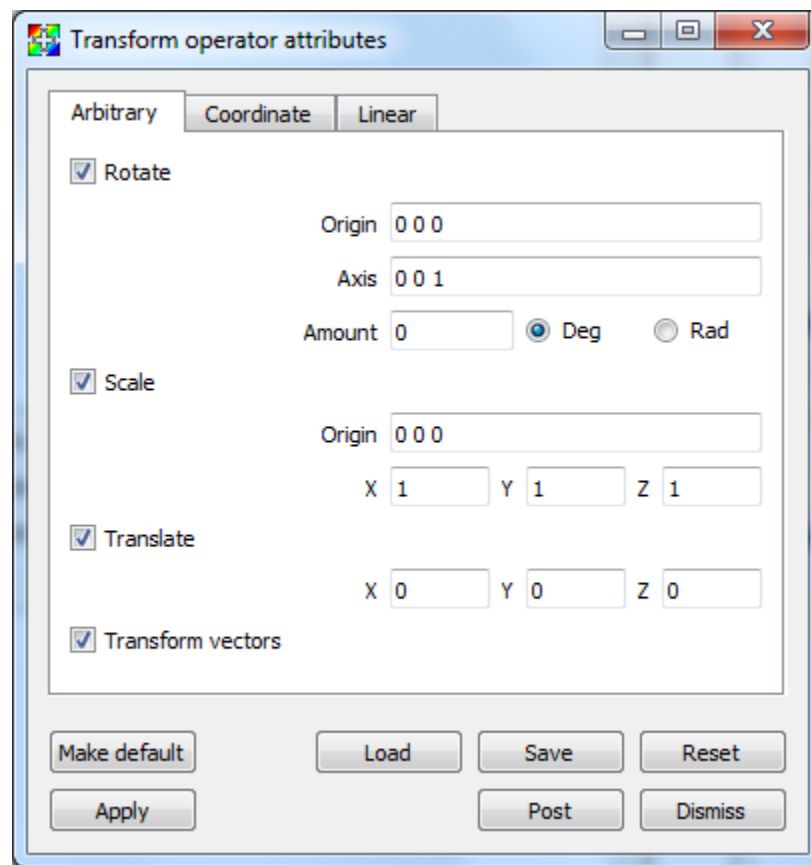 Transform operator attributes
Arbitrary Coordinate Linear
Rotate
Origin 0 0 0
Axis 0 0 1
Amount 0 Deg Rad
Scale
Origin 0 0 0
X 1 Y 1 Z 1
Translate
X 0 Y 0 Z 0
Transform vectors
Make default Load Save Reset
Apply Post Dismiss